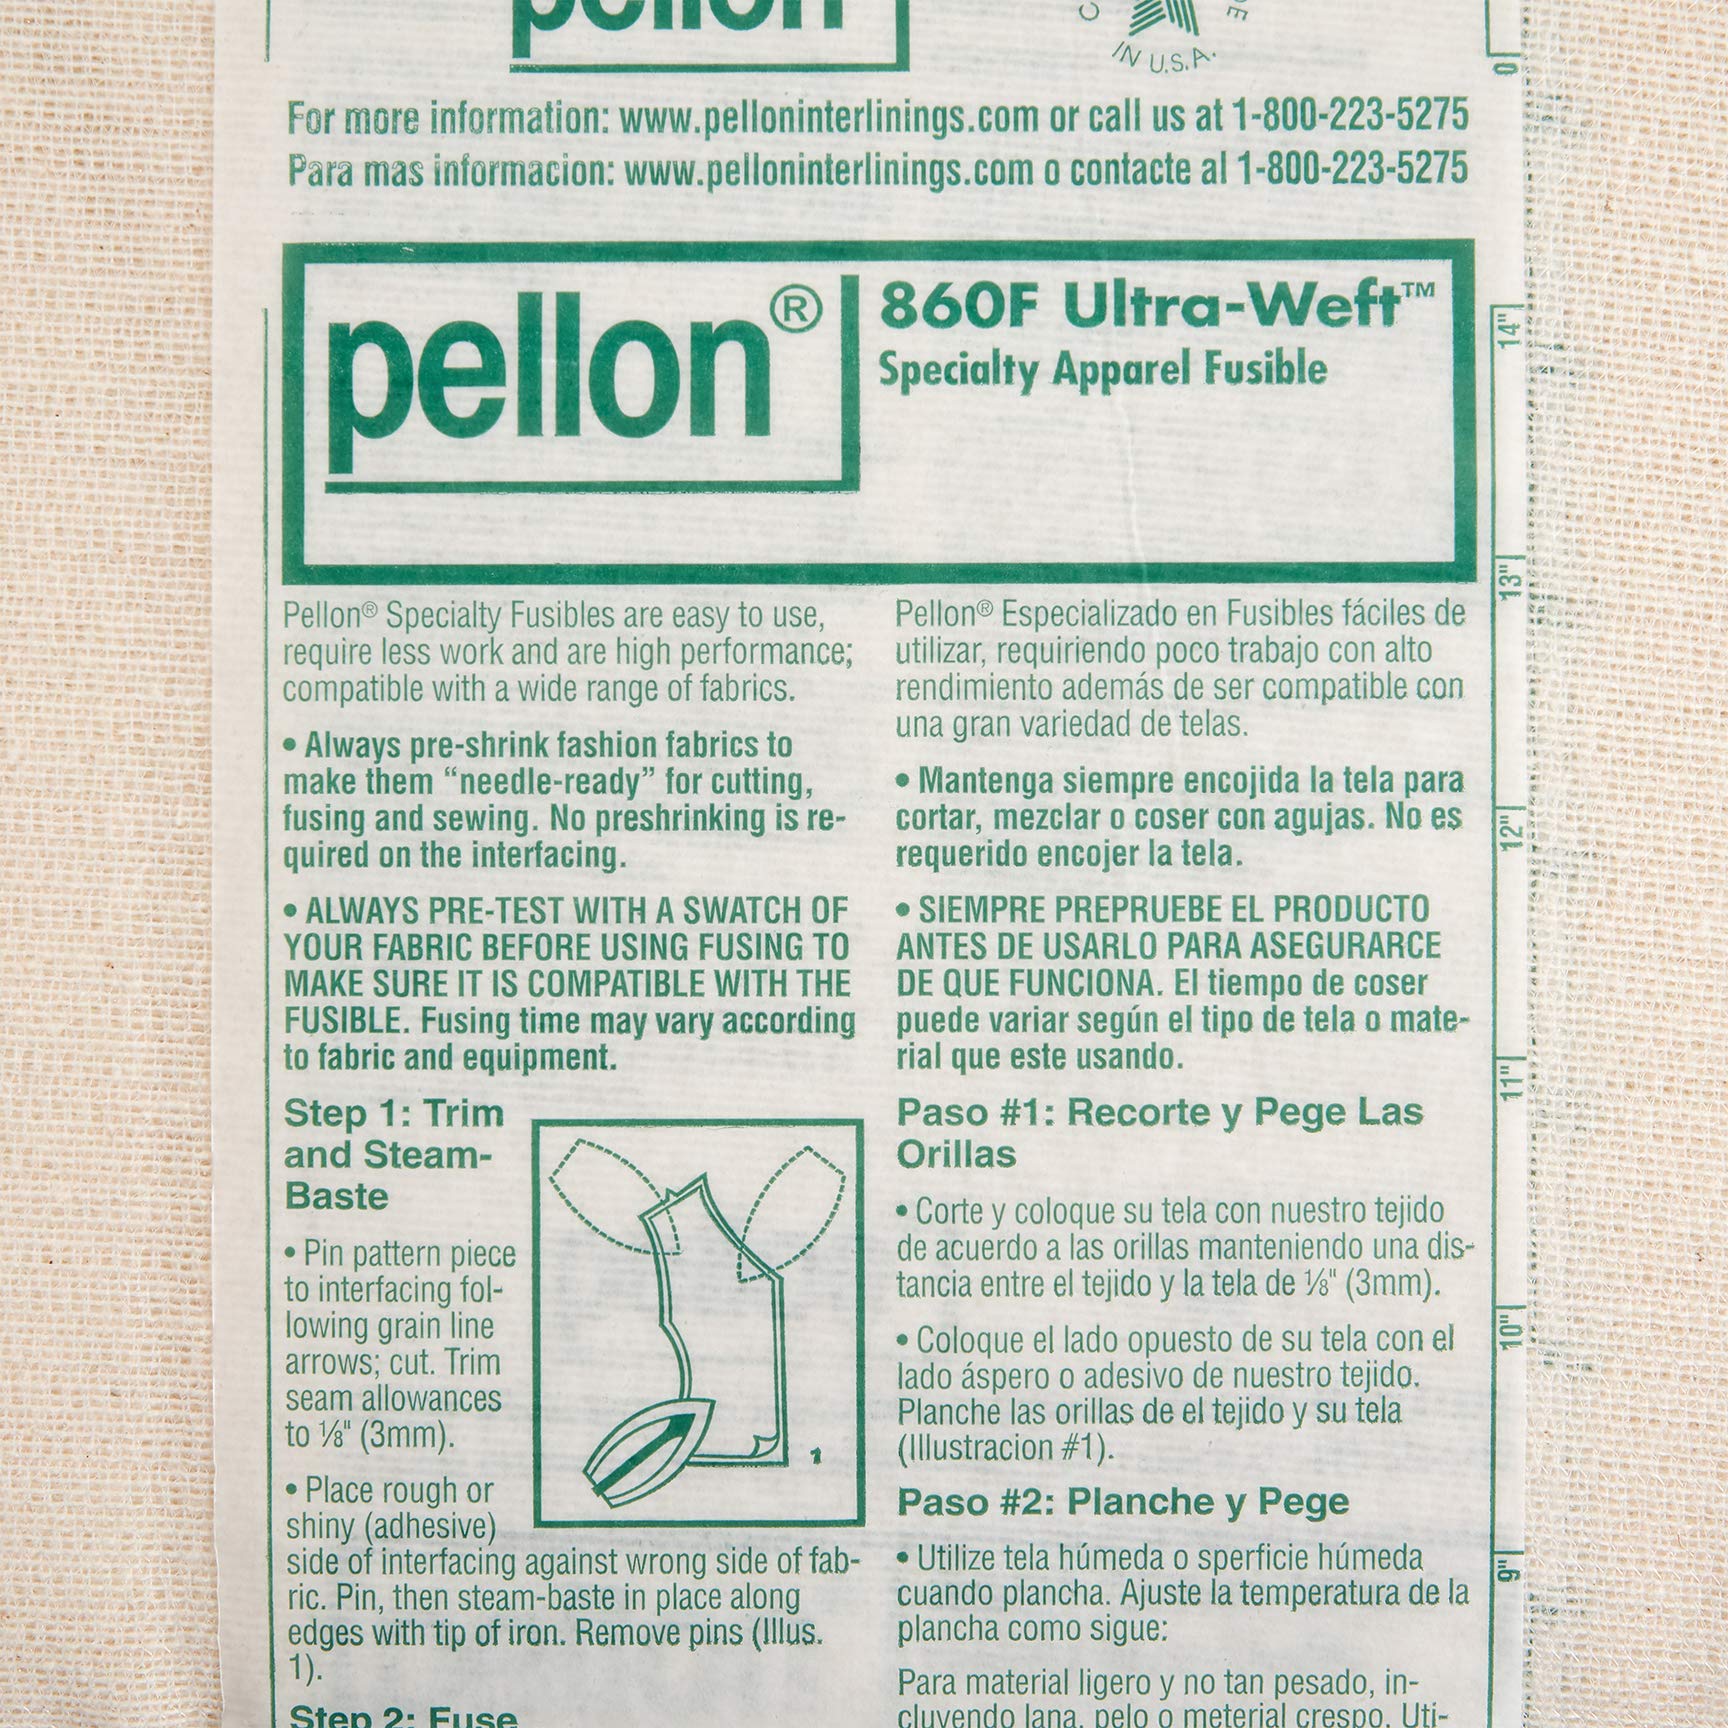 pellon
IN U.S.A.
For more information: www.pelloninterlinings.com or call us at 1-800-223-5275
Para mas informacion: www.pelloninterlinings.com o contacte al 1-800-223-5275
pellon®
860F Ultra-Weft™
Specialty Apparel Fusible
Pellon® Specialty Fusibles are easy to use,
require less work and are high performance;
compatible with a wide range of fabrics.
• Always pre-shrink fashion fabrics to
make them “needle-ready” for cutting,
fusing and sewing. No preshrinking is re-
quired on the interfacing.
• ALWAYS PRE-TEST WITH A SWATCH OF
YOUR FABRIC BEFORE USING FUSING TO
MAKE SURE IT IS COMPATIBLE WITH THE
FUSIBLE. Fusing time may vary according
to fabric and equipment.
Step 1: Trim
and Steam-
Baste
• Pin pattern piece
to interfacing fol-
lowing grain line
arrows; cut. Trim
seam allowances
to ⅛" (3mm).
• Place rough or
shiny (adhesive)
side of interfacing against wrong side of fab-
ric. Pin, then steam-baste in place along
edges with tip of iron. Remove pins (Illus.
1).
Step 2: Fuse
1
Pellon® Especializado en Fusibles fáciles de
utilizar, requiriendo poco trabajo con alto
rendimiento además de ser compatible con
una gran variedad de telas.
• Mantenga siempre encojida la tela para
cortar, mezclar o coser con agujas. No es
requerido encojer la tela.
• SIEMPRE PREPRUEBE EL PRODUCTO
ANTES DE USARLO PARA ASEGURARCE
DE QUE FUNCIONA. El tiempo de coser
puede variar según el tipo de tela o mate-
rial que este usando.
Paso #1: Recorte y Pege Las
Orillas
• Corte y coloque su tela con nuestro tejido
de acuerdo a las orillas manteniendo una dis-
tancia entre el tejido y la tela de ⅛" (3mm).
• Coloque el lado opuesto de su tela con el
lado áspero o adesivo de nuestro tejido.
Planche las orillas de el tejido y su tela
(Illustracion #1).
Paso #2: Planche y Pege
• Utilize tela húmeda o sperficie húmeda
cuando plancha. Ajuste la temperatura de la
plancha como sigue:
Para material ligero y no tan pesado, in-
cluyendo lana, pelo o meterial crespo. Uti-
0
14"
13"
12"
11"
10"
9"